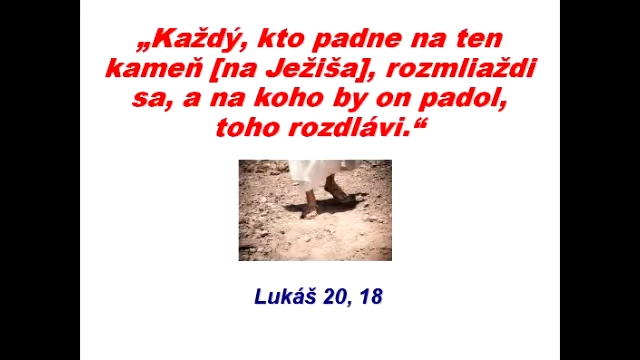 „Každý, kto padne na ten
kameň [na Ježiša], rozmliaždi
sa, a na koho by on padol,
toho rozdlávi.“
Lukáš 20, 18